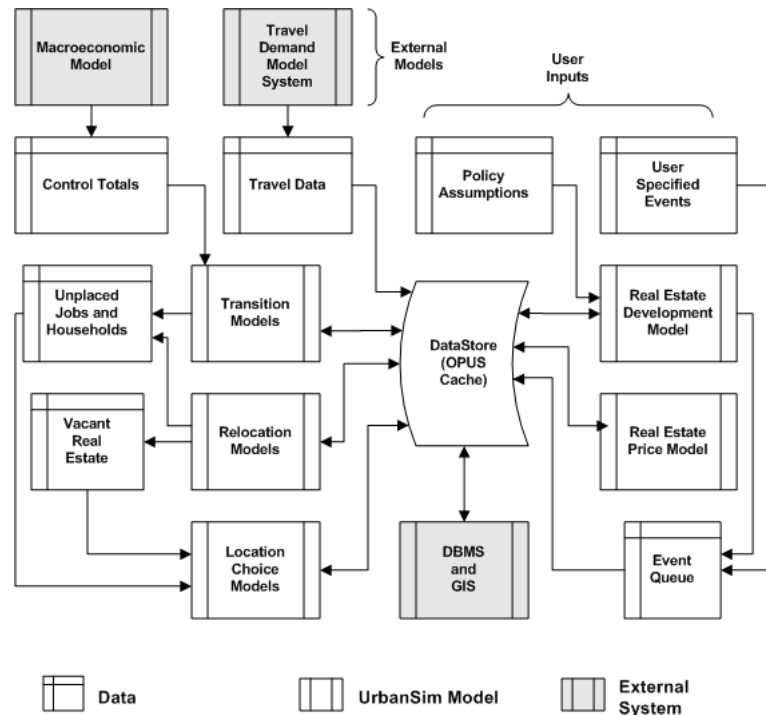 Macroeconomic
Model
Travel
Demand
Model
System
External
Models
User
Inputs
Control Totals
Travel Data
Policy
Assumptions
User
Specified
Events
Unplaced
Jobs and
Households
Transition
Models
DataStore
(OPUS
Cache)
Real Estate
Development
Model
Vacant
Real
Estate
Relocation
Models
Real Estate
Price Model
Location
Choice
Models
DBMS
and
GIS
Event
Queue
Data
UrbanSim Model
External
System